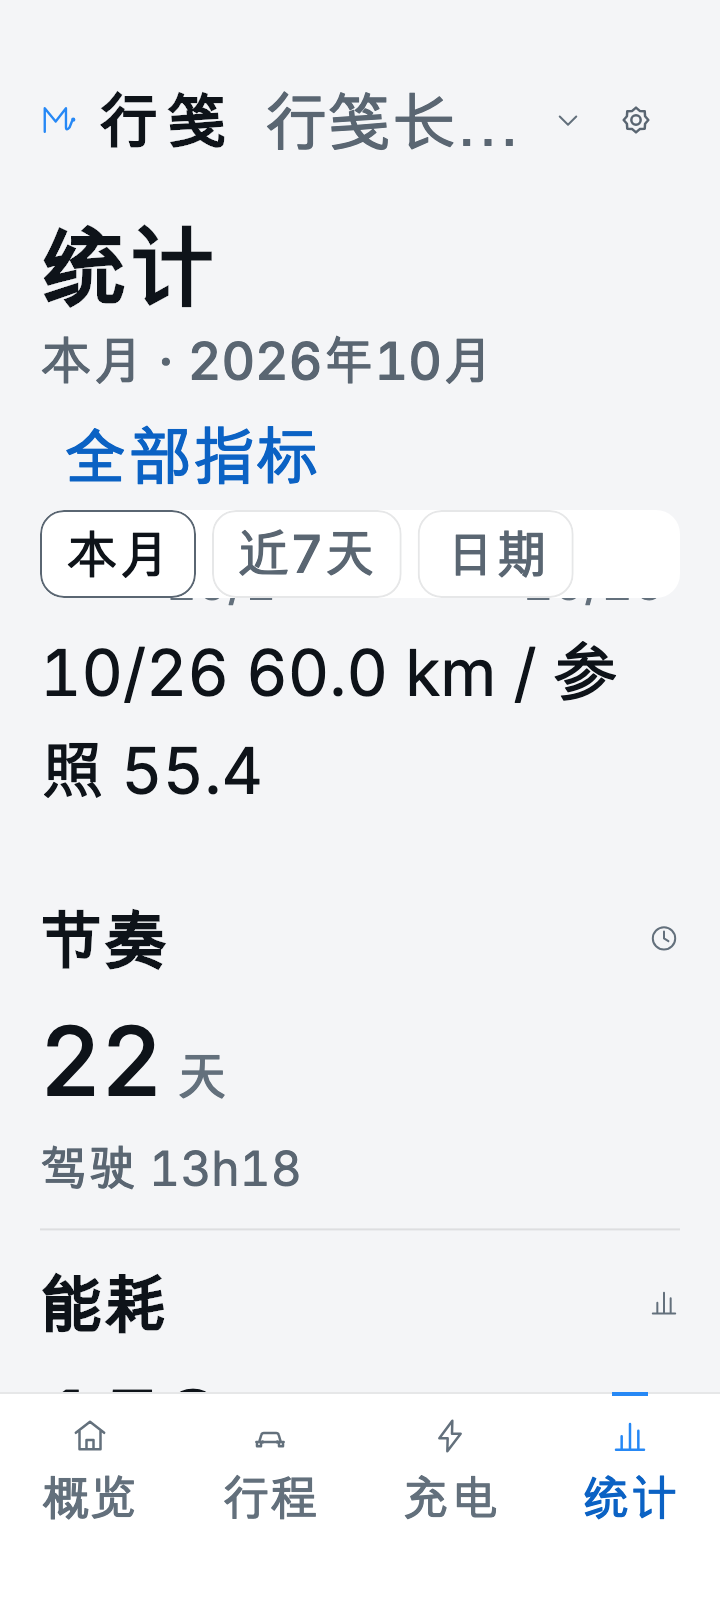 行笺 行笺长...
统计
本月 · 2026年10月
全部指标
本月 近7天 日期
10/26 60.0 km / 参
照 55.4
节奏
22 天
驾驶 13h18
能耗
概览 行程 充电 统计